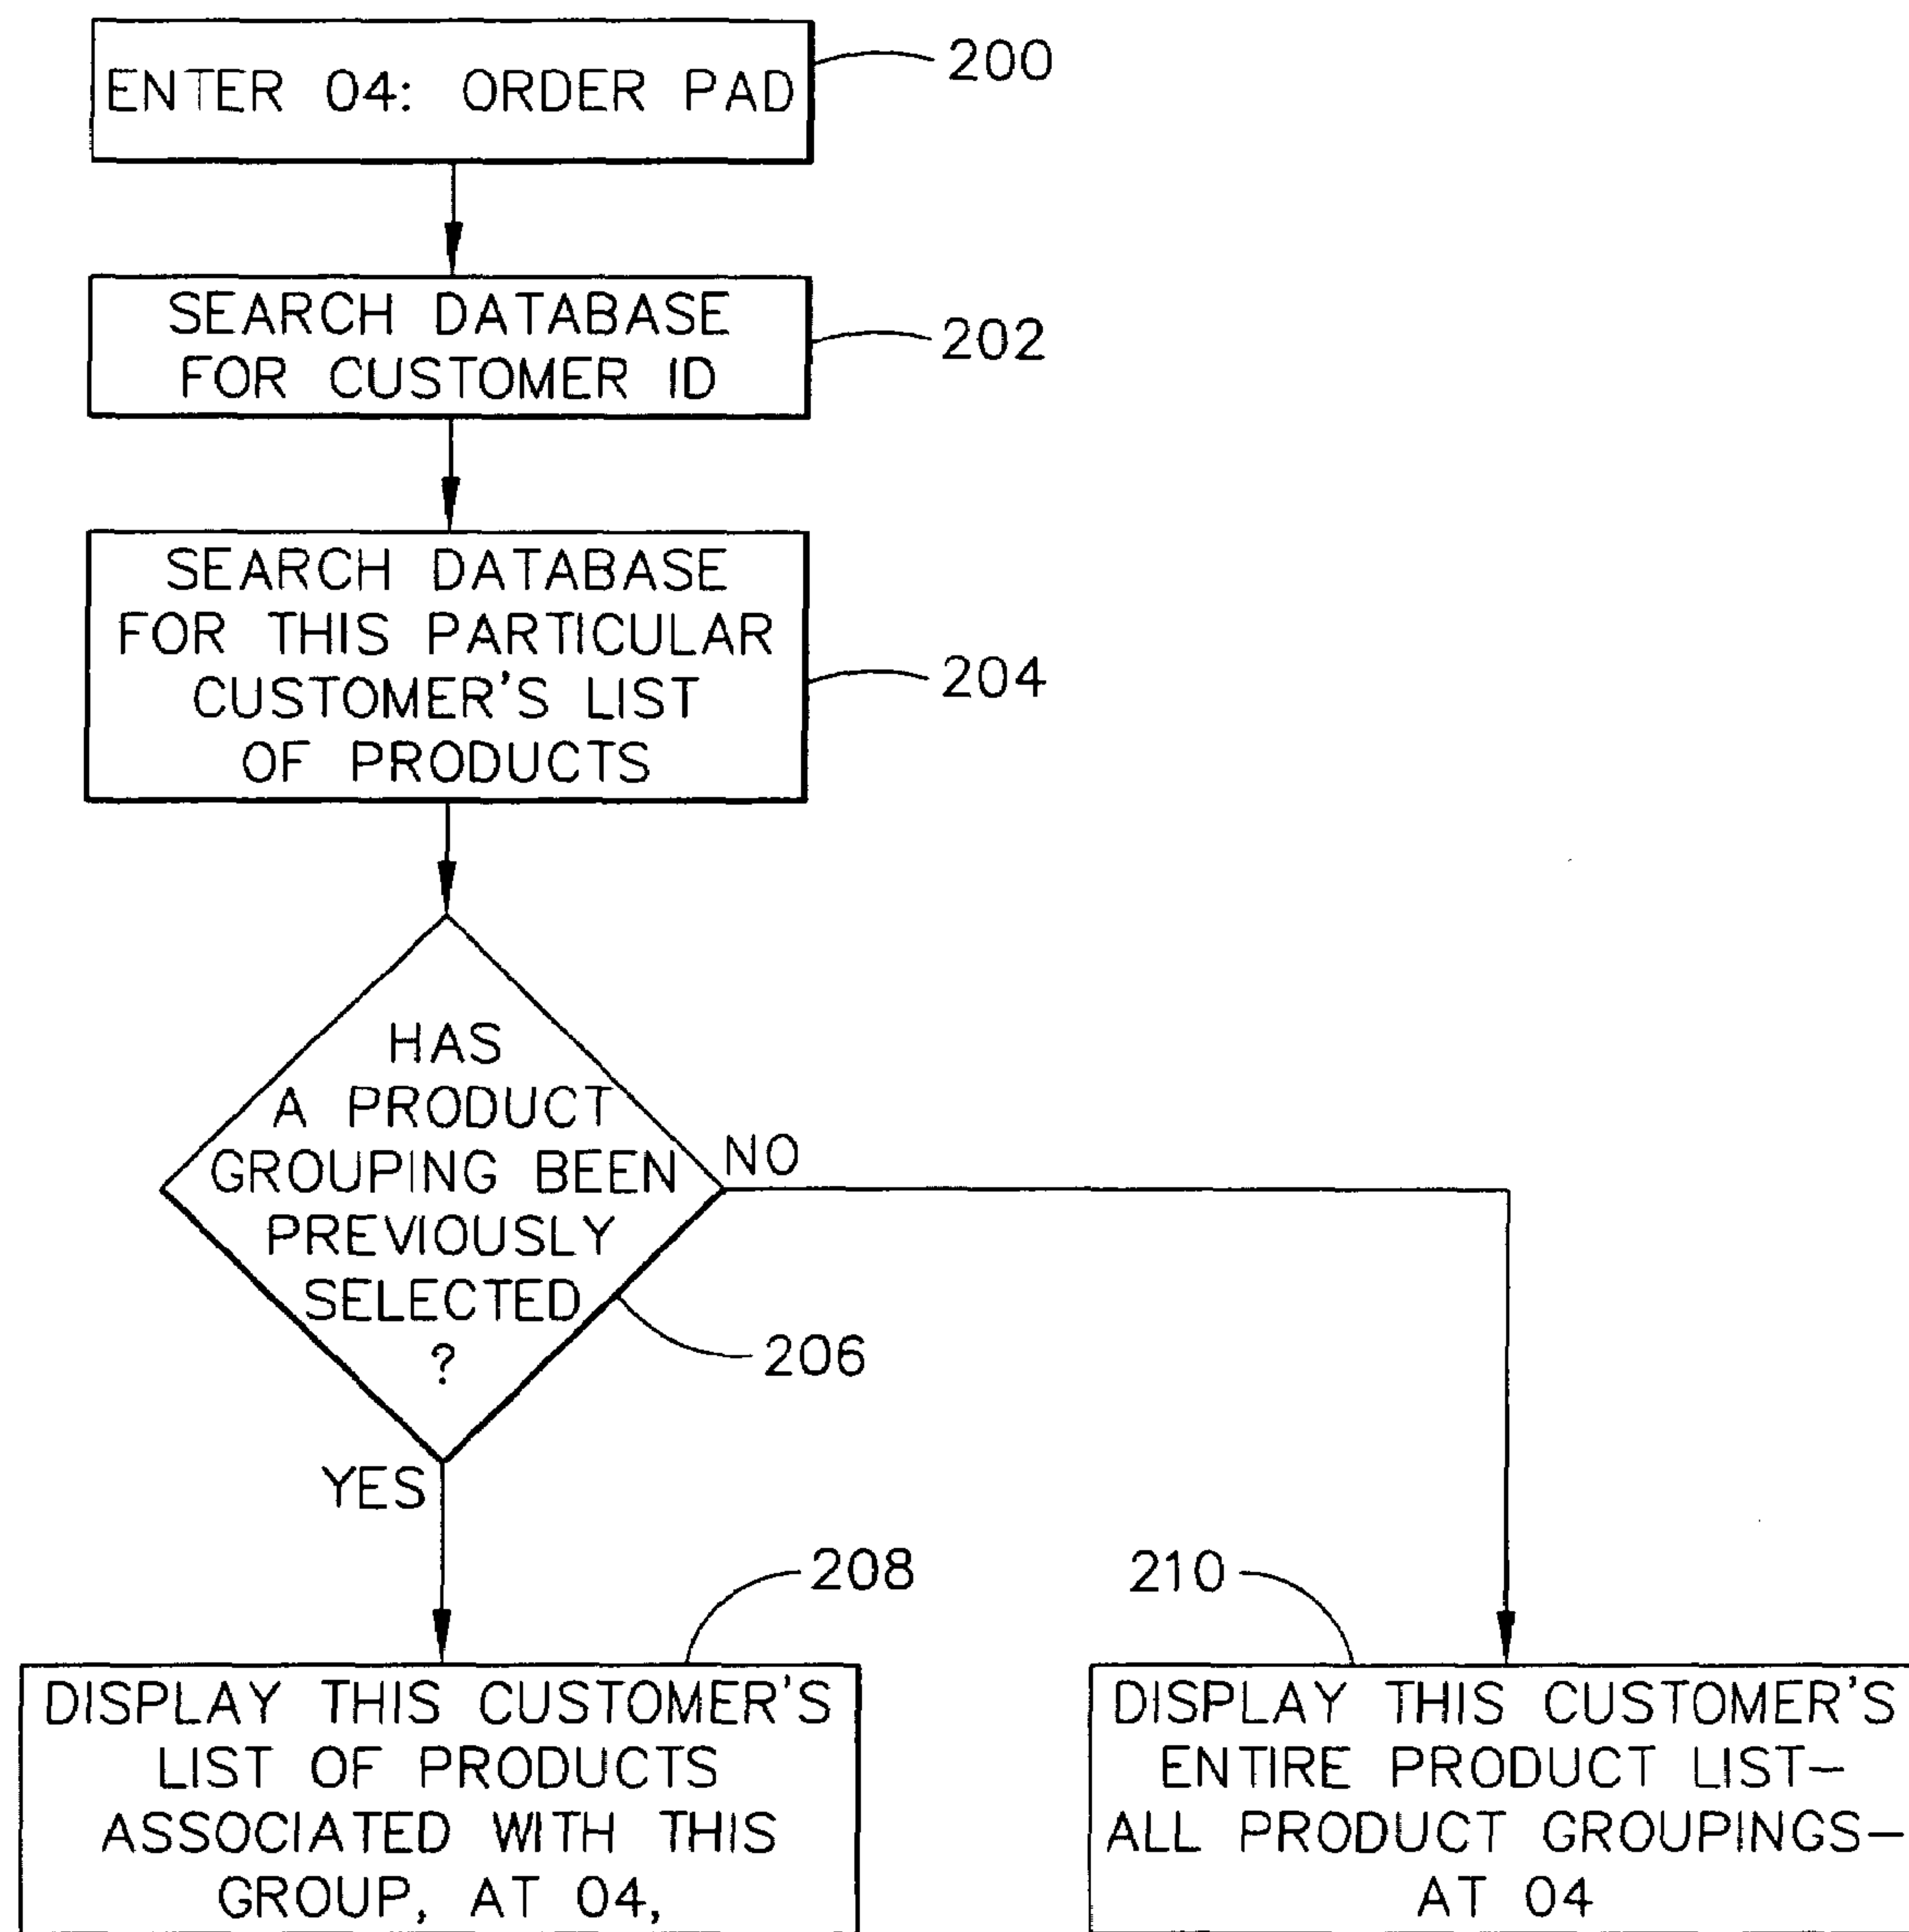 ENTER 04: ORDER PAD
200
SEARCH DATABASE
FOR CUSTOMER ID
202
SEARCH DATABASE
FOR THIS PARTICULAR
CUSTOMER'S LIST
OF PRODUCTS
204
HAS
A PRODUCT
GROUPING BEEN
PREVIOUSLY
SELECTED
?
NO
206
YES
208
DISPLAY THIS CUSTOMER'S
LIST OF PRODUCTS
ASSOCIATED WITH THIS
GROUP, AT 04,
210
DISPLAY THIS CUSTOMER'S
ENTIRE PRODUCT LIST–
ALL PRODUCT GROUPINGS–
AT 04